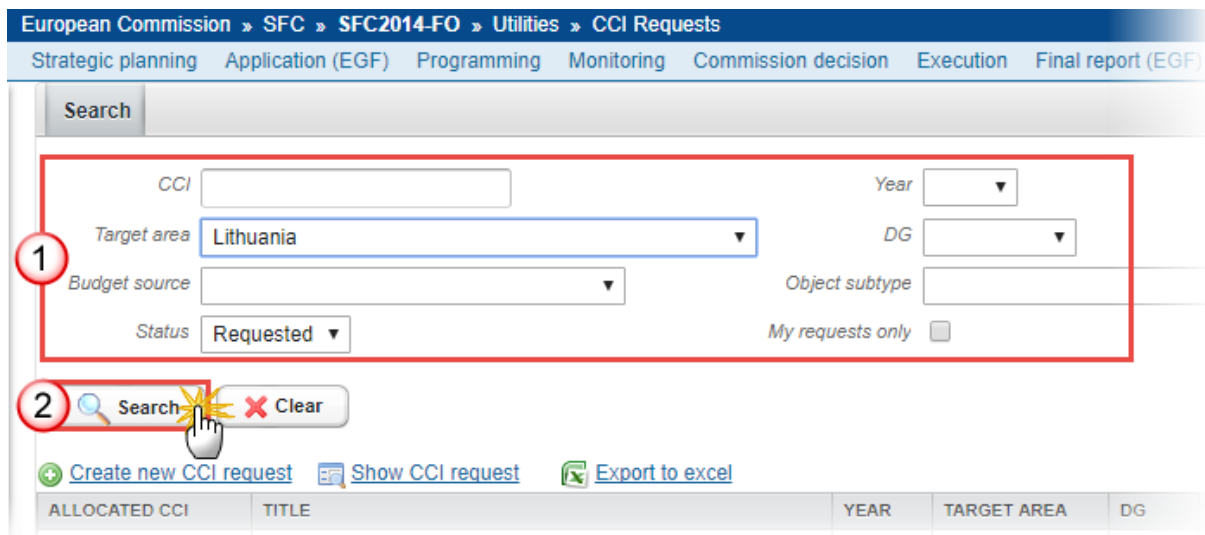 European Commission » SFC » SFC2014-FO » Utilities » CCI Requests
Strategic planning Application (EGF) Programming Monitoring Commission decision Execution Final report (EGF)
Search
CCI Year
Target area Lithuania DG
1
Budget source Object subtype
Status Requested My requests only
2 Search Clear
Create new CCI request Show CCI request Export to excel
ALLOCATED CCI TITLE YEAR TARGET AREA DG